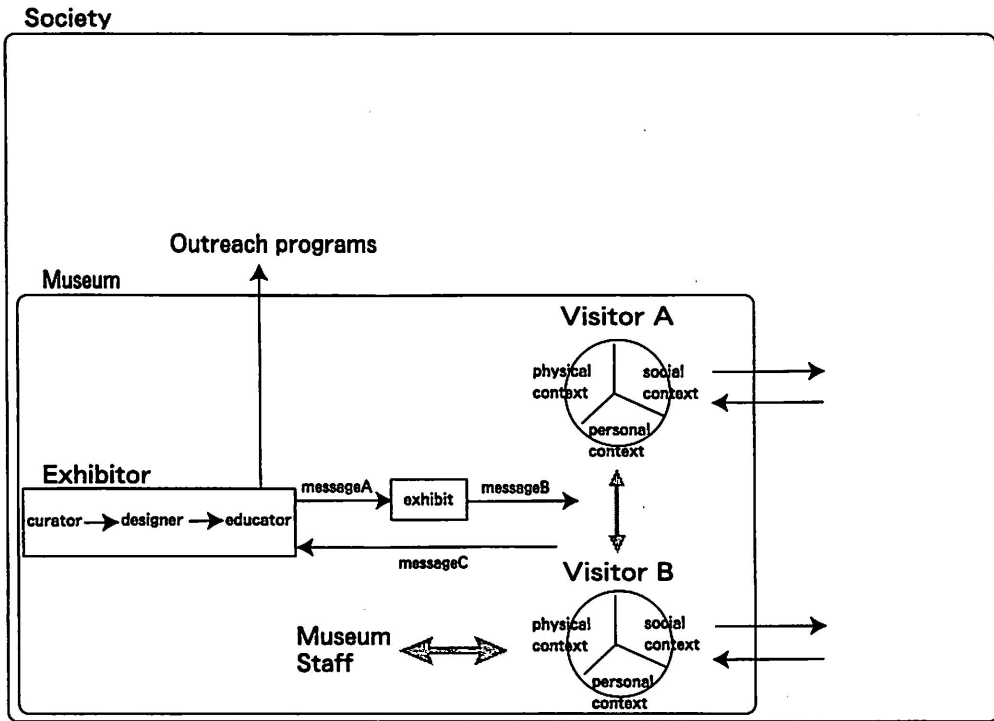 Society
Outreach programs
Museum
Visitor A
physical
context
social
context
personal
context
Exhibitor
curator
designer
educator
messageA
exhibit
messageB
messageC
Visitor B
physical
context
social
context
personal
context
Museum
Staff